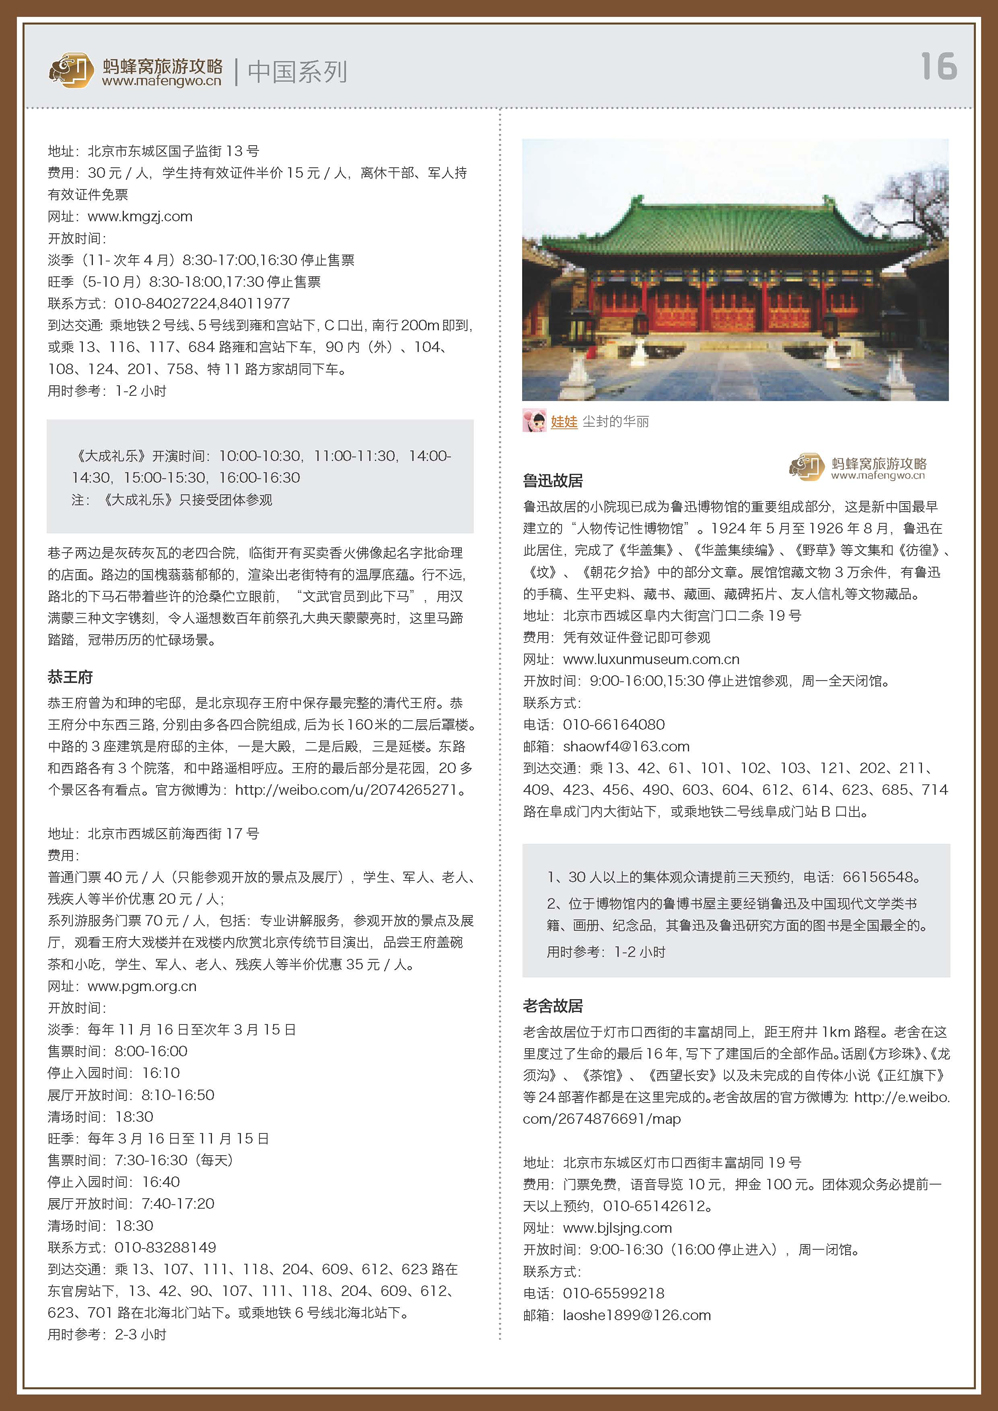 蚂蜂窝旅游攻略
www.mafengwo.cn
中国系列
16
地址：北京市东城区国子监街 13 号
费用：30 元 / 人，学生持有效证件半价 15 元 / 人，离休干部、军人持
有效证件免票
网址：www.kmgzj.com
开放时间：
淡季（11- 次年 4 月）8:30-17:00,16:30 停止售票
旺季（5-10 月）8:30-18:00,17:30 停止售票
联系方式：010-84027224,84011977
到达交通：乘地铁 2 号线、5 号线到雍和宫站下，C 口出，南行 200m 即到，
或乘 13、116、117、684 路雍和宫站下车，90 内（外）、104、
108、124、201、758、特 11 路方家胡同下车。
用时参考：1-2 小时
《大成礼乐》开演时间：10:00-10:30，11:00-11:30，14:00-
14:30，15:00-15:30，16:00-16:30
注：《大成礼乐》只接受团体参观
巷子两边是灰砖灰瓦的老四合院，临街开有买卖香火佛像起名字批命理
的店面。路边的国槐蓊蓊郁郁的，渲染出老街特有的温厚底蕴。行不远，
路北的下马石带着些许的沧桑伫立眼前，“文武官员到此下马”，用汉
满蒙三种文字镌刻，令人遥想数百年前祭孔大典天蒙蒙亮时，这里马蹄
踏踏，冠带历历的忙碌场景。
恭王府
恭王府曾为和珅的宅邸，是北京现存王府中保存最完整的清代王府。恭
王府分中东西三路，分别由多各四合院组成，后为长 160 米的二层后罩楼。
中路的 3 座建筑是府邸的主体，一是大殿，二是后殿，三是延楼。东路
和西路各有 3 个院落，和中路遥相呼应。王府的最后部分是花园，20 多
个景区各有看点。官方微博为：http://weibo.com/u/2074265271。
地址：北京市西城区前海西街 17 号
费用：
普通门票 40 元 / 人（只能参观开放的景点及展厅），学生、军人、老人、
残疾人等半价优惠 20 元 / 人；
系列游服务门票 70 元 / 人，包括：专业讲解服务，参观开放的景点及展
厅，观看王府大戏楼并在戏楼内欣赏北京传统节目演出，品尝王府盖碗
茶和小吃，学生、军人、老人、残疾人等半价优惠 35 元 / 人。
网址：www.pgm.org.cn
开放时间：
淡季：每年 11 月 16 日至次年 3 月 15 日
售票时间：8:00-16:00
停止入园时间：16:10
展厅开放时间：8:10-16:50
清场时间：18:30
旺季：每年 3 月 16 日至 11 月 15 日
售票时间：7:30-16:30（每天）
停止入园时间：16:40
展厅开放时间：7:40-17:20
清场时间：18:30
联系方式：010-83288149
到达交通：乘 13、107、111、118、204、609、612、623 路在
东官房站下，13、42、90、107、111、118、204、609、612、
623、701 路在北海北门站下。或乘地铁 6 号线北海北站下。
用时参考：2-3 小时
娃娃 尘封的华丽
蚂蜂窝旅游攻略
www.mafengwo.cn
鲁迅故居
鲁迅故居的小院现已成为鲁迅博物馆的重要组成部分，这是新中国最早
建立的“人物传记性博物馆”。1924 年 5 月至 1926 年 8 月，鲁迅在
此居住，完成了《华盖集》、《华盖集续编》、《野草》等文集和《彷徨》、
《坟》、《朝花夕拾》中的部分文章。展馆馆藏文物 3 万余件，有鲁迅
的手稿、生平史料、藏书、藏画、藏碑拓片、友人信札等文物藏品。
地址：北京市西城区阜内大街宫门口二条 19 号
费用：凭有效证件登记即可参观
网址：www.luxunmuseum.com.cn
开放时间：9:00-16:00,15:30 停止进馆参观，周一全天闭馆。
联系方式：
电话：010-66164080
邮箱：shaowf4@163.com
到达交通：乘 13、42、61、101、102、103、121、202、211、
409、423、456、490、603、604、612、614、623、685、714
路在阜成门内大街站下，或乘地铁二号线阜成门站 B 口出。
1、30 人以上的集体观众请提前三天预约，电话：66156548。
2、位于博物馆内的鲁博书屋主要经销鲁迅及中国现代文学类书
籍、画册、纪念品，其鲁迅及鲁迅研究方面的图书是全国最全的。
用时参考：1-2 小时
老舍故居
老舍故居位于灯市口西街的丰富胡同上，距王府井 1km 路程。老舍在这
里度过了生命的最后 16 年，写下了建国后的全部作品。话剧《方珍珠》、《龙
须沟》、《茶馆》、《西望长安》以及未完成的自传体小说《正红旗下》
等 24 部著作都是在这里完成的。老舍故居的官方微博为：http://e.weibo.
com/2674876691/map
地址：北京市东城区灯市口西街丰富胡同 19 号
费用：门票免费，语音导览 10 元，押金 100 元。团体观众务必提前一
天以上预约，010-65142612。
网址：www.bjlsjng.com
开放时间：9:00-16:30（16:00 停止进入），周一闭馆。
联系方式：
电话：010-65599218
邮箱：laoshe1899@126.com